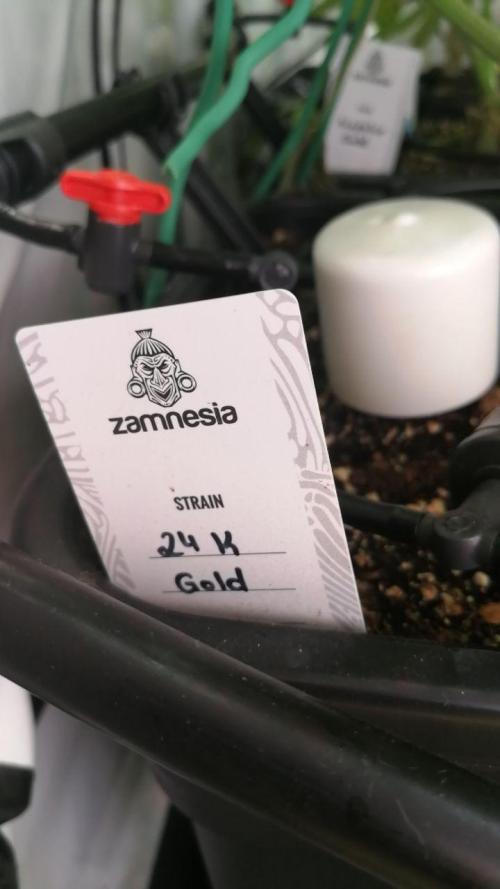 zamnesia
STRAIN
24 K
Gold